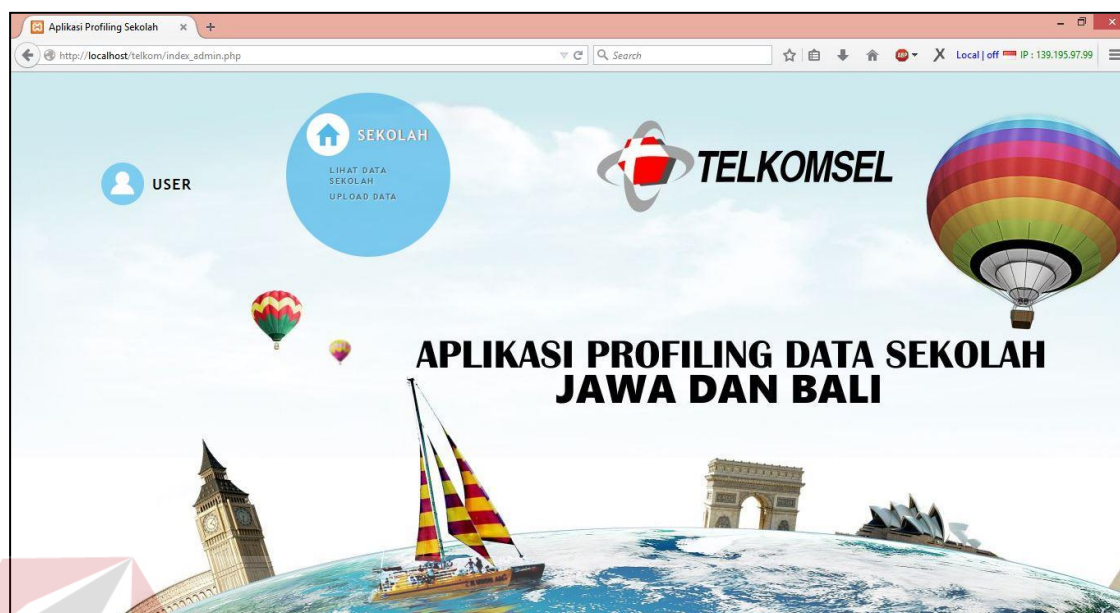 Aplikasi Profiling Sekolah
http://localhost/telkom/index_admin.php
Search
ABP
Local | off IP : 139.195.97.99
SEKOLAH
LIHAT DATA
SEKOLAH
UPLOAD DATA
USER
TELKOMSEL
APLIKASI PROFILING DATA SEKOLAH
JAWA DAN BALI